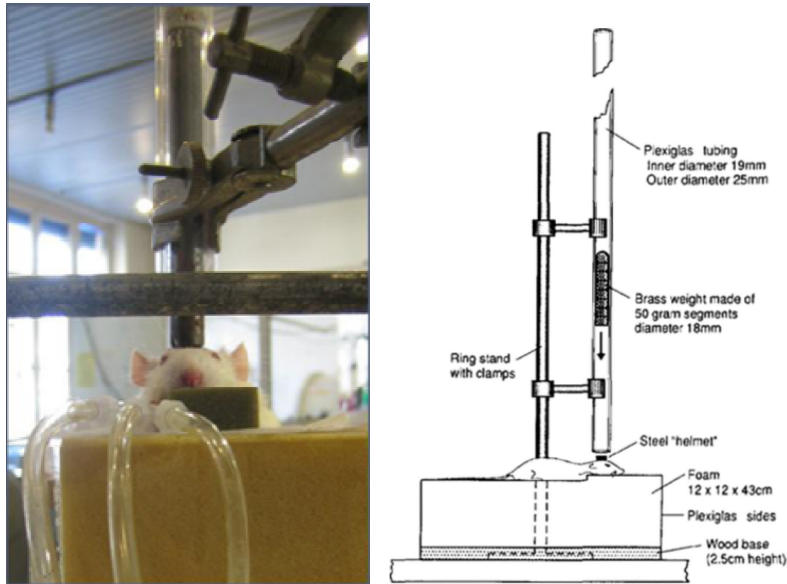 Plexiglas tubing
Inner diameter 19mm
Outer diameter 25mm
Brass weight made of
50 gram segments
diameter 18mm
Ring stand
with clamps
Steel "helmet"
Foam
12 x 12 x 43cm
Plexiglas sides
Wood base
(2.5cm height)